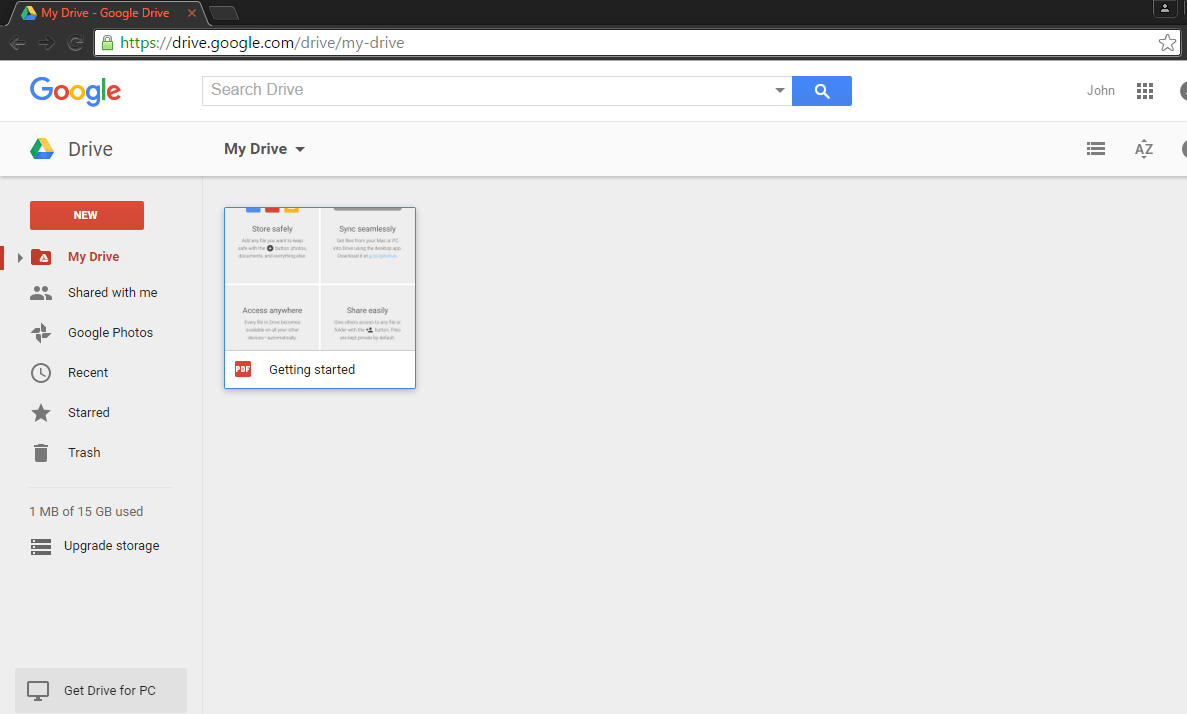 My Drive - Google Drive
https://drive.google.com/drive/my-drive
Google
Search Drive
John
Drive
My Drive
AZ
NEW
My Drive
Shared with me
Google Photos
Recent
Starred
Trash
1 MB of 15 GB used
Upgrade storage
Get Drive for PC
Store safely
Add any file you want to keep
safe with the button: photos,
documents, and everything else.
Sync seamlessly
Get files from your Mac or PC
into Drive using the desktop app.
Download it at
Access anywhere
Every file in Drive becomes
available on all your other
devices—automatically.
Share easily
Give others access to any file or
folder with the button. Files
are kept private by default.
PDF
Getting started